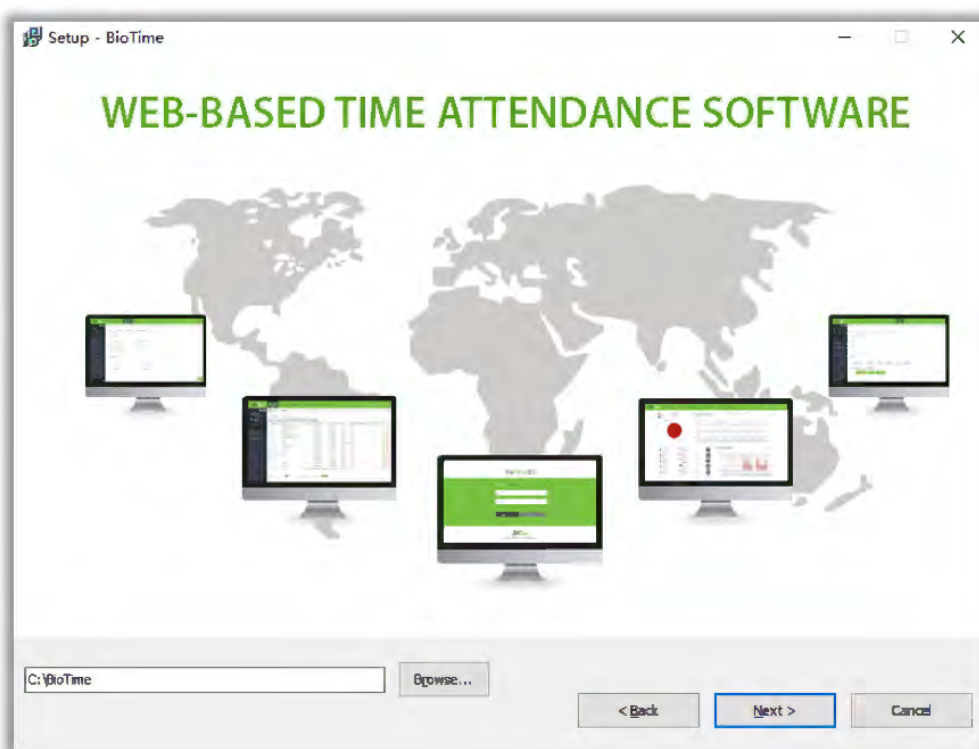 Setup - BioTime
WEB-BASED TIME ATTENDANCE SOFTWARE
C:\BioTime
Browse...
< Back
Next >
Cancel